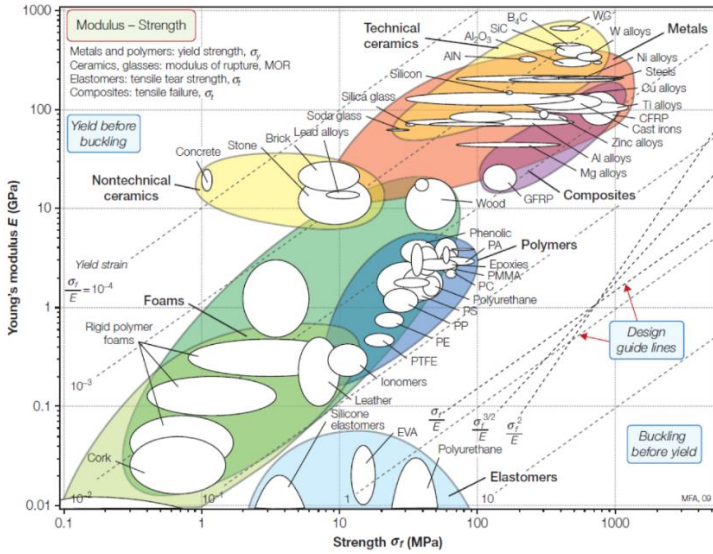 Modulus – Strength
Metals and polymers: yield strength, σy
Ceramics, glasses: modulus of rupture, MOR
Elastomers: tensile tear strength, σt
Composites: tensile failure, σt
Technical
ceramics
B4C
SiC
Al2O3
AlN
WC
W alloys
Metals
Ni alloys
Steels
Cu alloys
Ti alloys
CFRP
Cast irons
Zinc alloys
Al alloys
Mg alloys
Composites
GFRP
Silicon
Silica glass
Soda glass
Lead alloys
Brick
Stone
Concrete
Yield before
buckling
Nontechnical
ceramics
Wood
Phenolic
PA
Polymers
Epoxies
PMMA
PC
Polyurethane
PS
PP
PE
PTFE
Ionomers
Leather
Foams
Rigid polymer
foams
Cork
Silicone
elastomers
EVA
Polyurethane
Elastomers
Yield strain
σf/E = 10⁻⁴
10⁻³
10⁻²
10⁻¹
1
10
σf/E
σf^3/2/E
σf^2/E
Design
guide lines
Buckling
before yield
MFA, 09
Young's modulus E (GPa)
1000
100
10
1
0.1
0.01
0.1
1
10
100
1000
Strength σf (MPa)